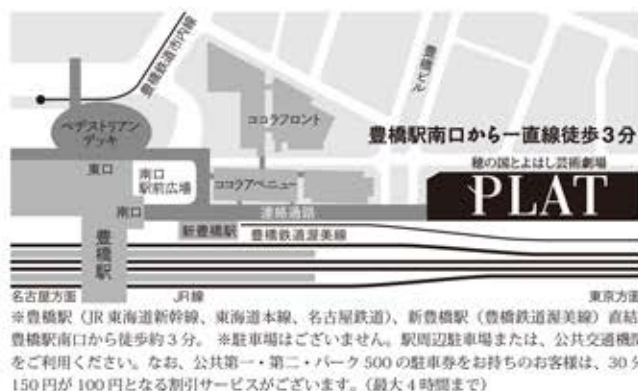 豊橋鉄道市内線
豊橋ビル
ペデストリアン
デッキ
ココラフロント
豊橋駅南口から一直線徒歩3分
穂の国とよはし芸術劇場
PLAT
東口
南口
駅前広場
ココラアベニュー
南口
連絡通路
新豊橋駅
豊橋鉄道渥美線
豊橋駅
名古屋方面
JR線
東京方面
※豊橋駅（JR東海道新幹線、東海道本線、名古屋鉄道）、新豊橋駅（豊橋鉄道渥美線）直結
豊橋駅南口から徒歩約3分。 ※駐車場はございません。駅周辺駐車場または、公共交通機関
をご利用ください。なお、公共第一・第二・パーク500の駐車券をお持ちのお客様は、30分
150円が100円となる割引サービスがございます。（最大4時間まで）